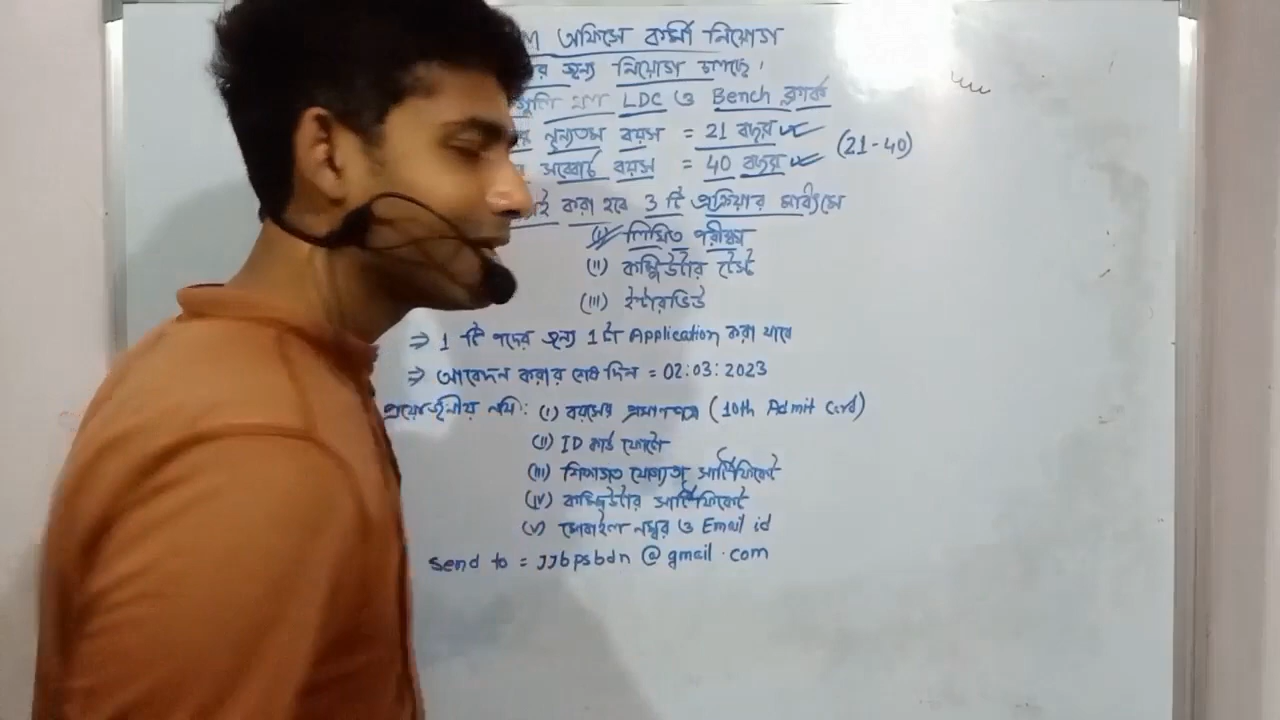 অফিসে কর্মী নিয়োগ
র জন্য নিয়োগ চলছে।
গুলি হল LDC ও Bench ক্লার্ক
নূন্যতম বয়স = 21 বছর
সর্বোচ্চ বয়স = 40 বছর (21-40)
করা হবে 3 টি প্রক্রিয়ার মাধ্যমে
(i) লিখিত পরীক্ষা
(ii) কম্পিউটার টেস্ট
(iii) ইন্টারভিউ
⇒ 1 টি পদের জন্য 1টা Application করা যাবে
⇒ আবেদন করার শেষ দিন = 02:03:2023
প্রয়োজনীয় নথি: (i) বয়সের প্রমাণপত্র (10th Admit Card)
(ii) ID কার্ড ফোটো
(iii) শিক্ষাগত যোগ্যতা সার্টিফিকেট
(iv) কম্পিউটার সার্টিফিকেট
(v) মোবাইল নম্বর ও Email id
send to = jjbpsbdn@gmail.com